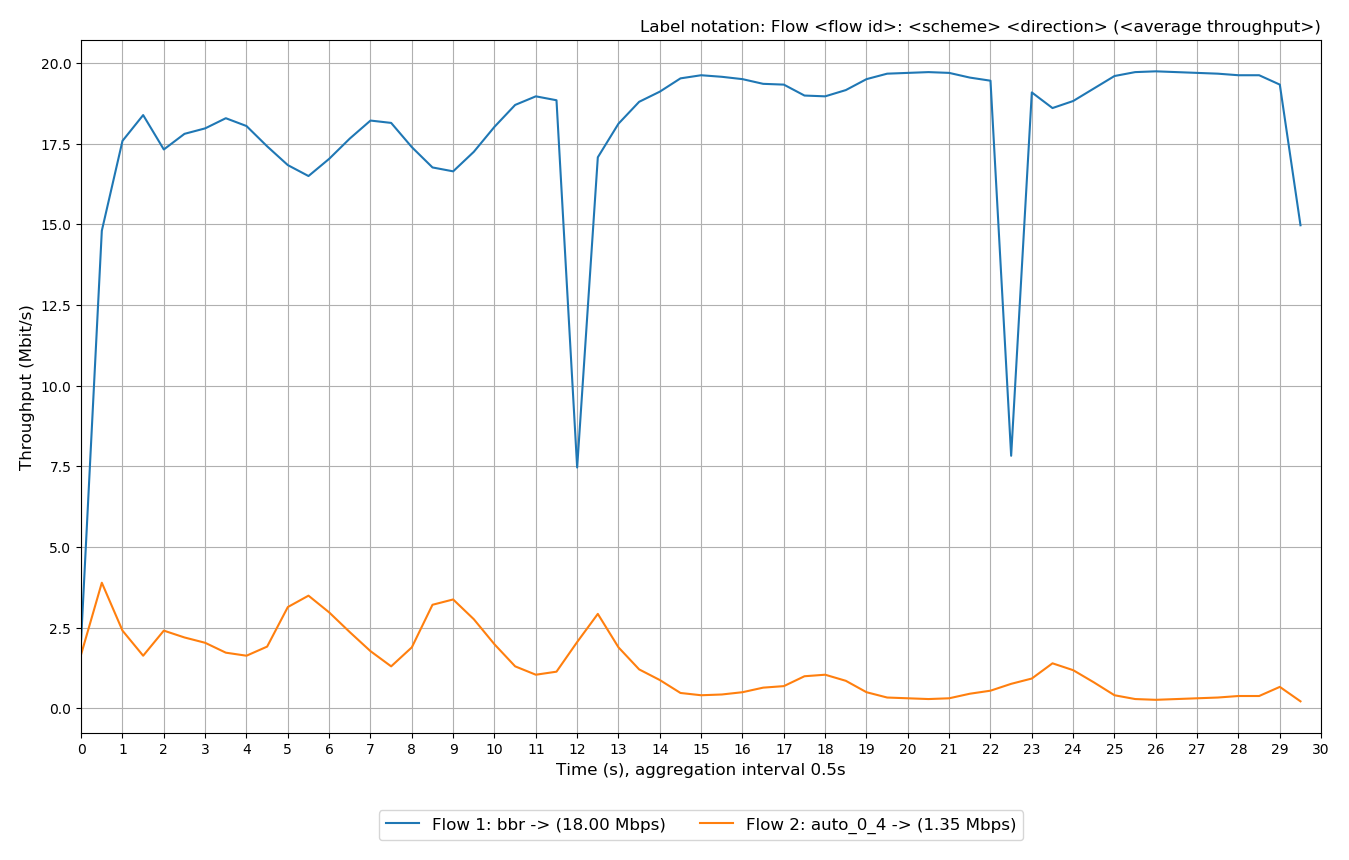 Label notation: Flow <flow id>: <scheme> <direction> (<average throughput>)
20.0
17.5
15.0
12.5
10.0
7.5
5.0
2.5
0.0
Throughput (Mbit/s)
0 1 2 3 4 5 6 7 8 9 10 11 12 13 14 15 16 17 18 19 20 21 22 23 24 25 26 27 28 29 30
Time (s), aggregation interval 0.5s
Flow 1: bbr -> (18.00 Mbps) Flow 2: auto_0_4 -> (1.35 Mbps)